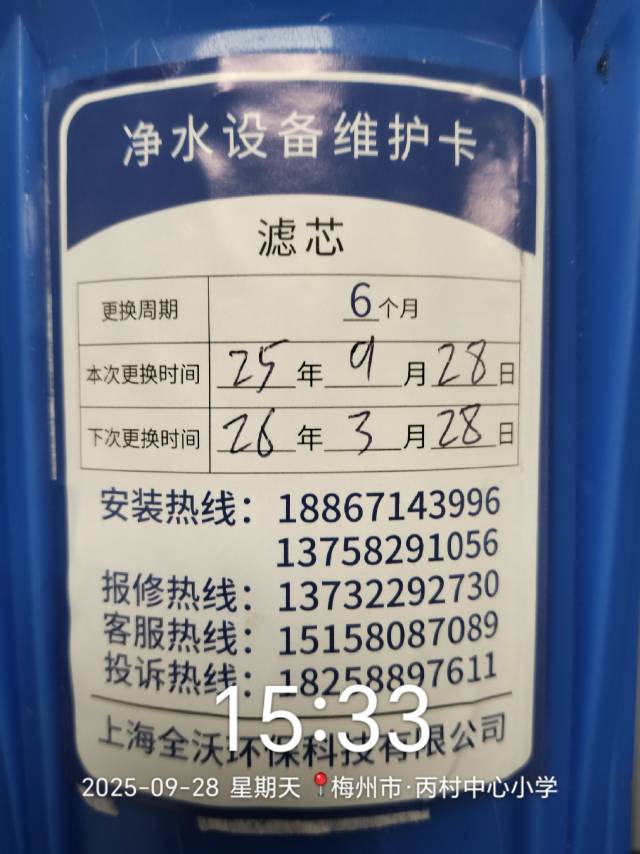 净水设备维护卡
滤芯
更换周期 6个月
本次更换时间 25年9月28日
下次更换时间 26年3月28日
安装热线：18867143996
13758291056
报修热线：13732292730
客服热线：15158087089
投诉热线：18258897611
15:33
上海全沃环保科技有限公司
2025-09-28 星期天 📍梅州市·丙村中心小学